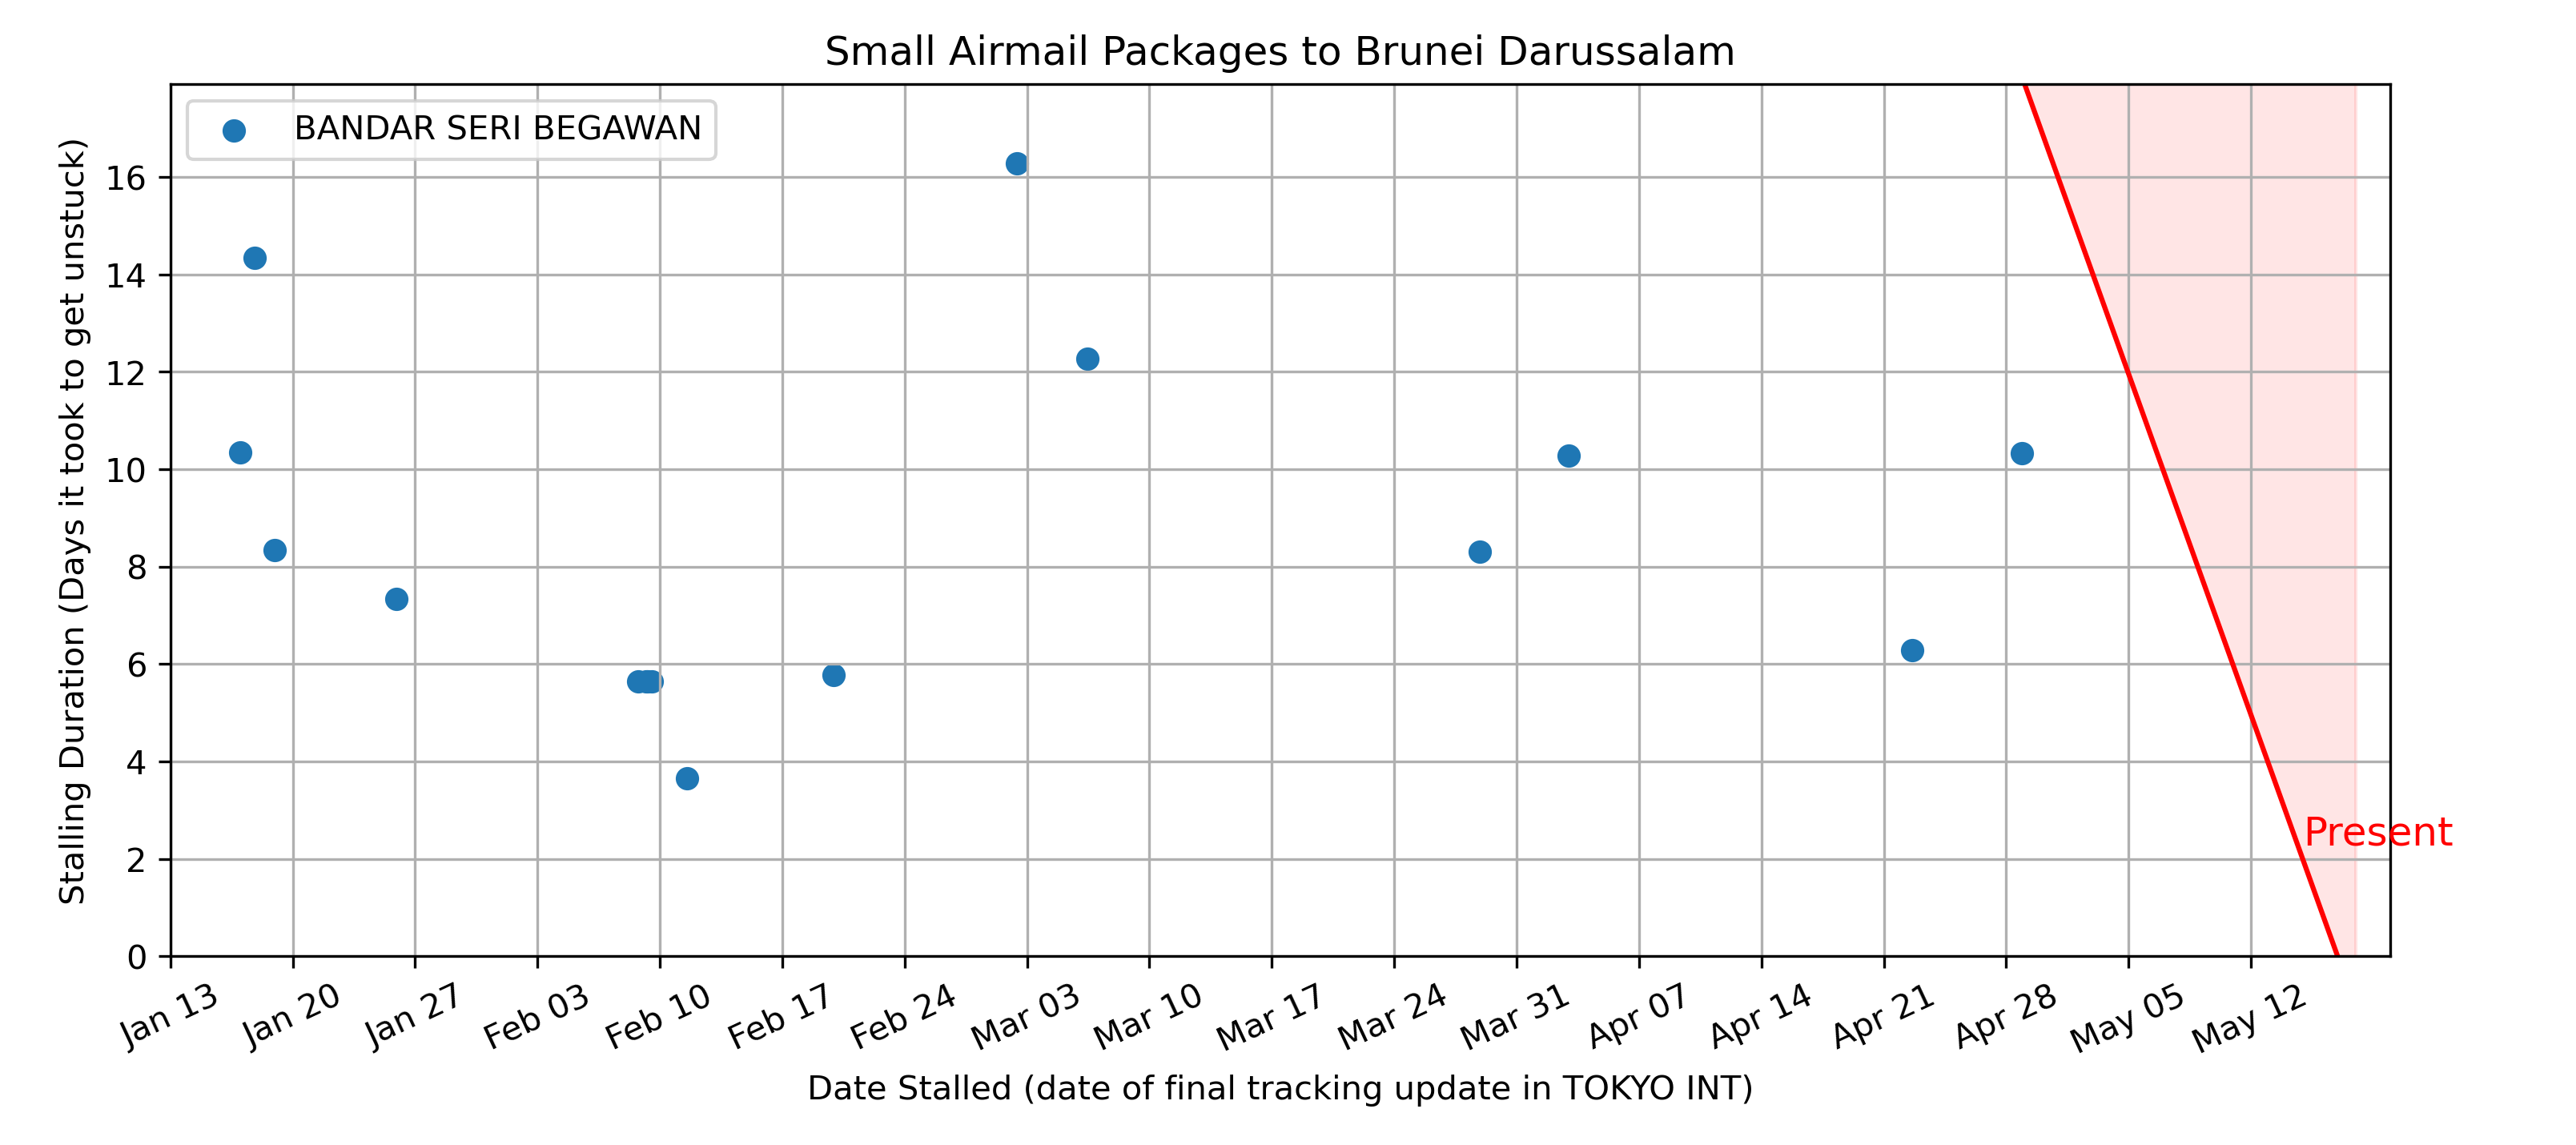 Small Airmail Packages to Brunei Darussalam
BANDAR SERI BEGAWAN
Stalling Duration (Days it took to get unstuck)
16
14
12
10
8
6
4
2
0
Present
Jan 13 Jan 20 Jan 27 Feb 03 Feb 10 Feb 17 Feb 24 Mar 03 Mar 10 Mar 17 Mar 24 Mar 31 Apr 07 Apr 14 Apr 21 Apr 28 May 05 May 12
Date Stalled (date of final tracking update in TOKYO INT)